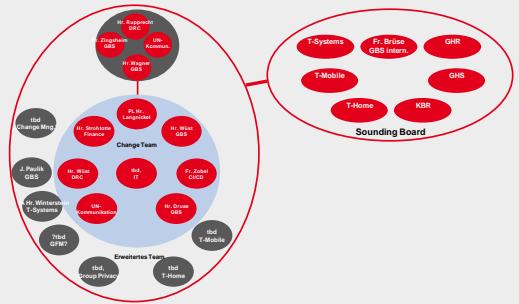 Hr. Rupprecht
DRC
Hr. Zingsheim
GBS
UN-
Kommun.
Hr.Wagner
GBS
PL Hr.
Langnickel
Hr. Strohtotte
Finance
Hr. Wüst
GBS
Change Team
Hr. Wüst
DRC
tbd,
IT
Fr. Zobel
CI/CD
UN-
Kommunikation
Hr. Druse
GBS
Erweitertes Team
tbd
Change Mng.
J. Paulik
GBS
Hr. Winterstein
T-Systems
?tbd
GFM?
tbd,
Group Privacy
tbd
T-Home
tbd
T-Mobile
T-Systems
Fr. Brüse
GBS intern.
GHR
T-Mobile
GHS
T-Home
KBR
Sounding Board